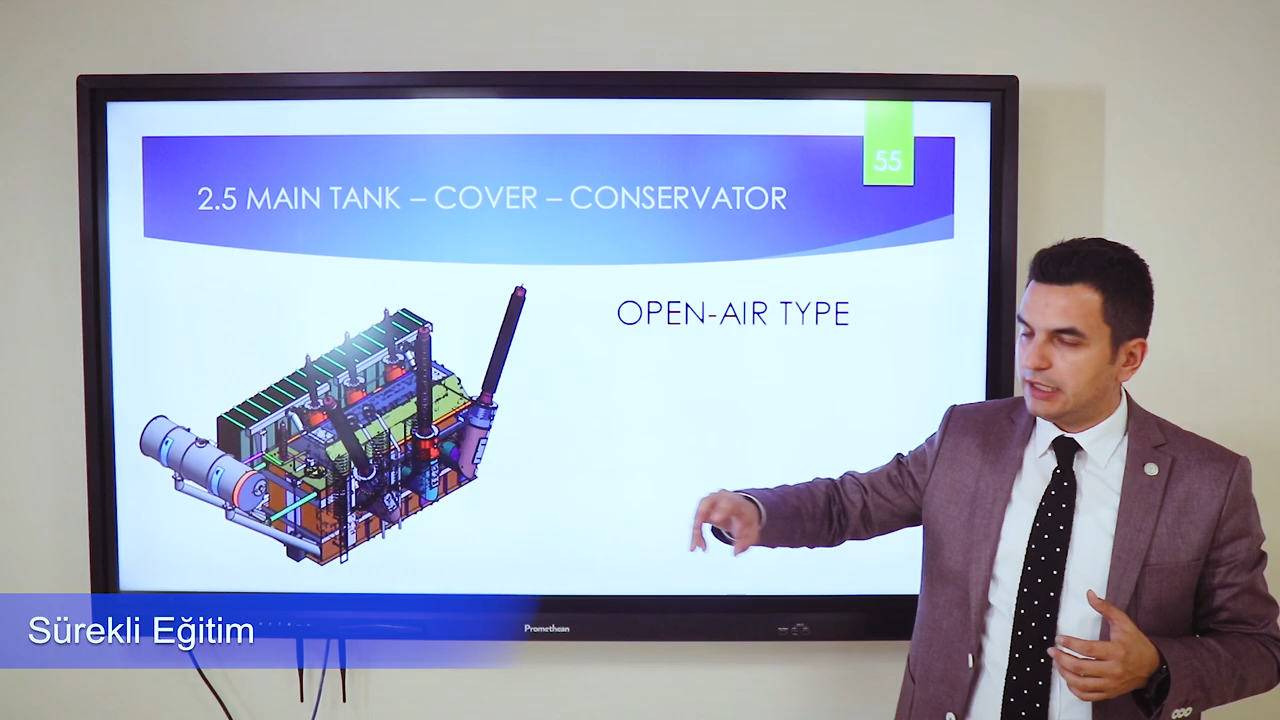 55
2.5 MAIN TANK – COVER – CONSERVATOR
OPEN-AIR TYPE
Sürekli Eğitim
Promethean